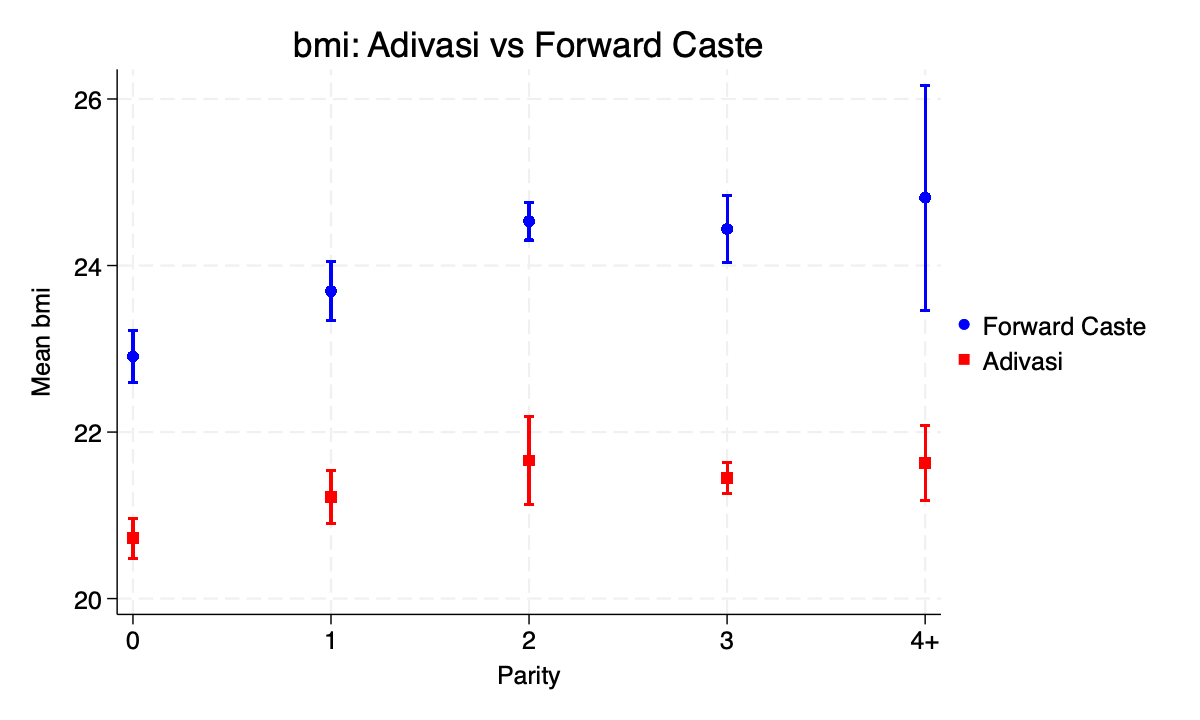 bmi: Adivasi vs Forward Caste
Mean bmi
26
24
22
20
0 1 2 3 4+
Parity
Forward Caste
Adivasi